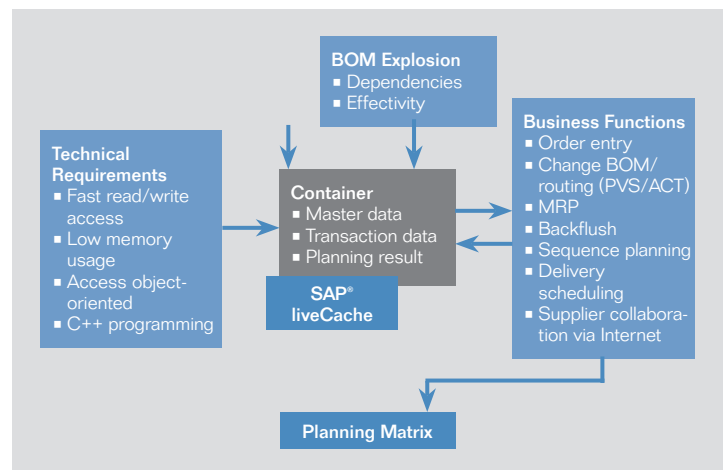 BOM Explosion
▪ Dependencies
▪ Effectivity
Technical
Requirements
▪ Fast read/write
access
▪ Low memory
usage
▪ Access object-
oriented
▪ C++ programming
Container
▪ Master data
▪ Transaction data
▪ Planning result
SAP®
liveCache
Business Functions
▪ Order entry
▪ Change BOM/
routing (PVS/ACT)
▪ MRP
▪ Backflush
▪ Sequence planning
▪ Delivery
scheduling
▪ Supplier collabora-
tion via Internet
Planning Matrix